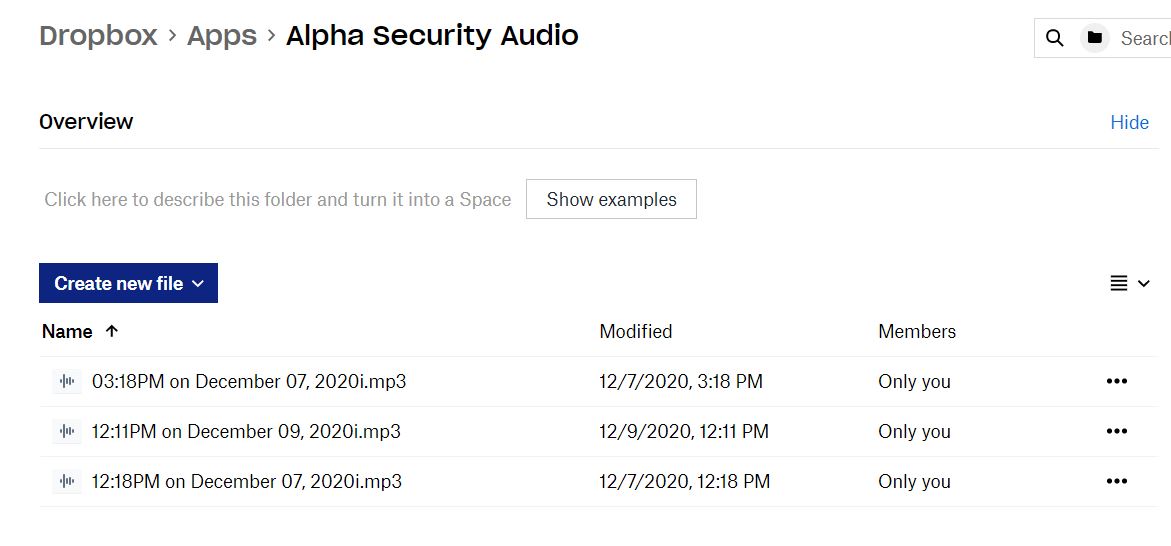 Dropbox > Apps > Alpha Security Audio
Search
Overview
Hide
Click here to describe this folder and turn it into a Space
Show examples
Create new file
Name ↑ Modified Members
03:18PM on December 07, 2020i.mp3 12/7/2020, 3:18 PM Only you •••
12:11PM on December 09, 2020i.mp3 12/9/2020, 12:11 PM Only you •••
12:18PM on December 07, 2020i.mp3 12/7/2020, 12:18 PM Only you •••